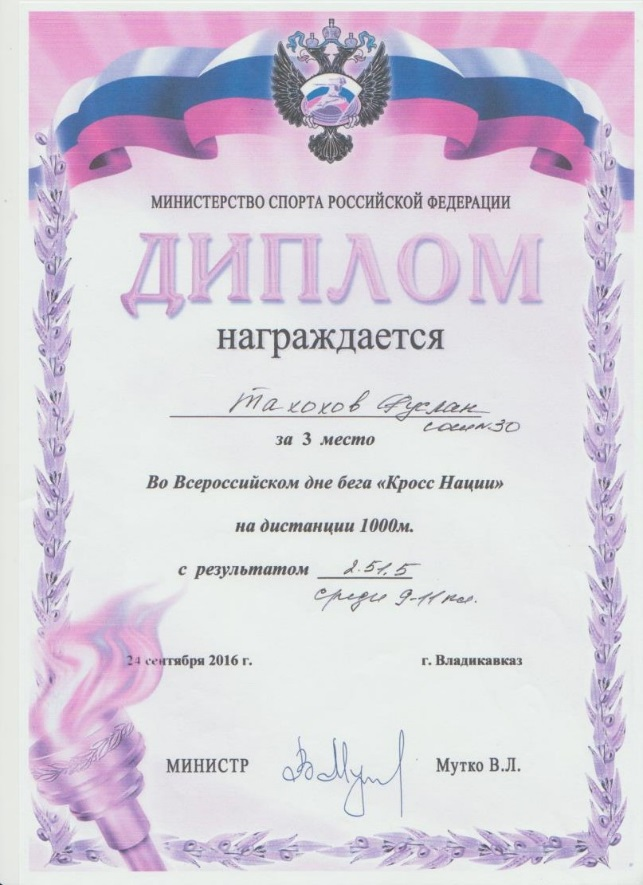 МИНИСТЕРСТВО СПОРТА РОССИЙСКОЙ ФЕДЕРАЦИИ
ДИПЛОМ
награждается
Тахохов Руслан
сош №30
за 3 место
Во Всероссийском дне бега «Кросс Нации»
на дистанции 1000м.
с результатом 2.51,5
среди 9-11 кл.
24 сентября 2016 г. г. Владикавказ
МИНИСТР Мутко В.Л.